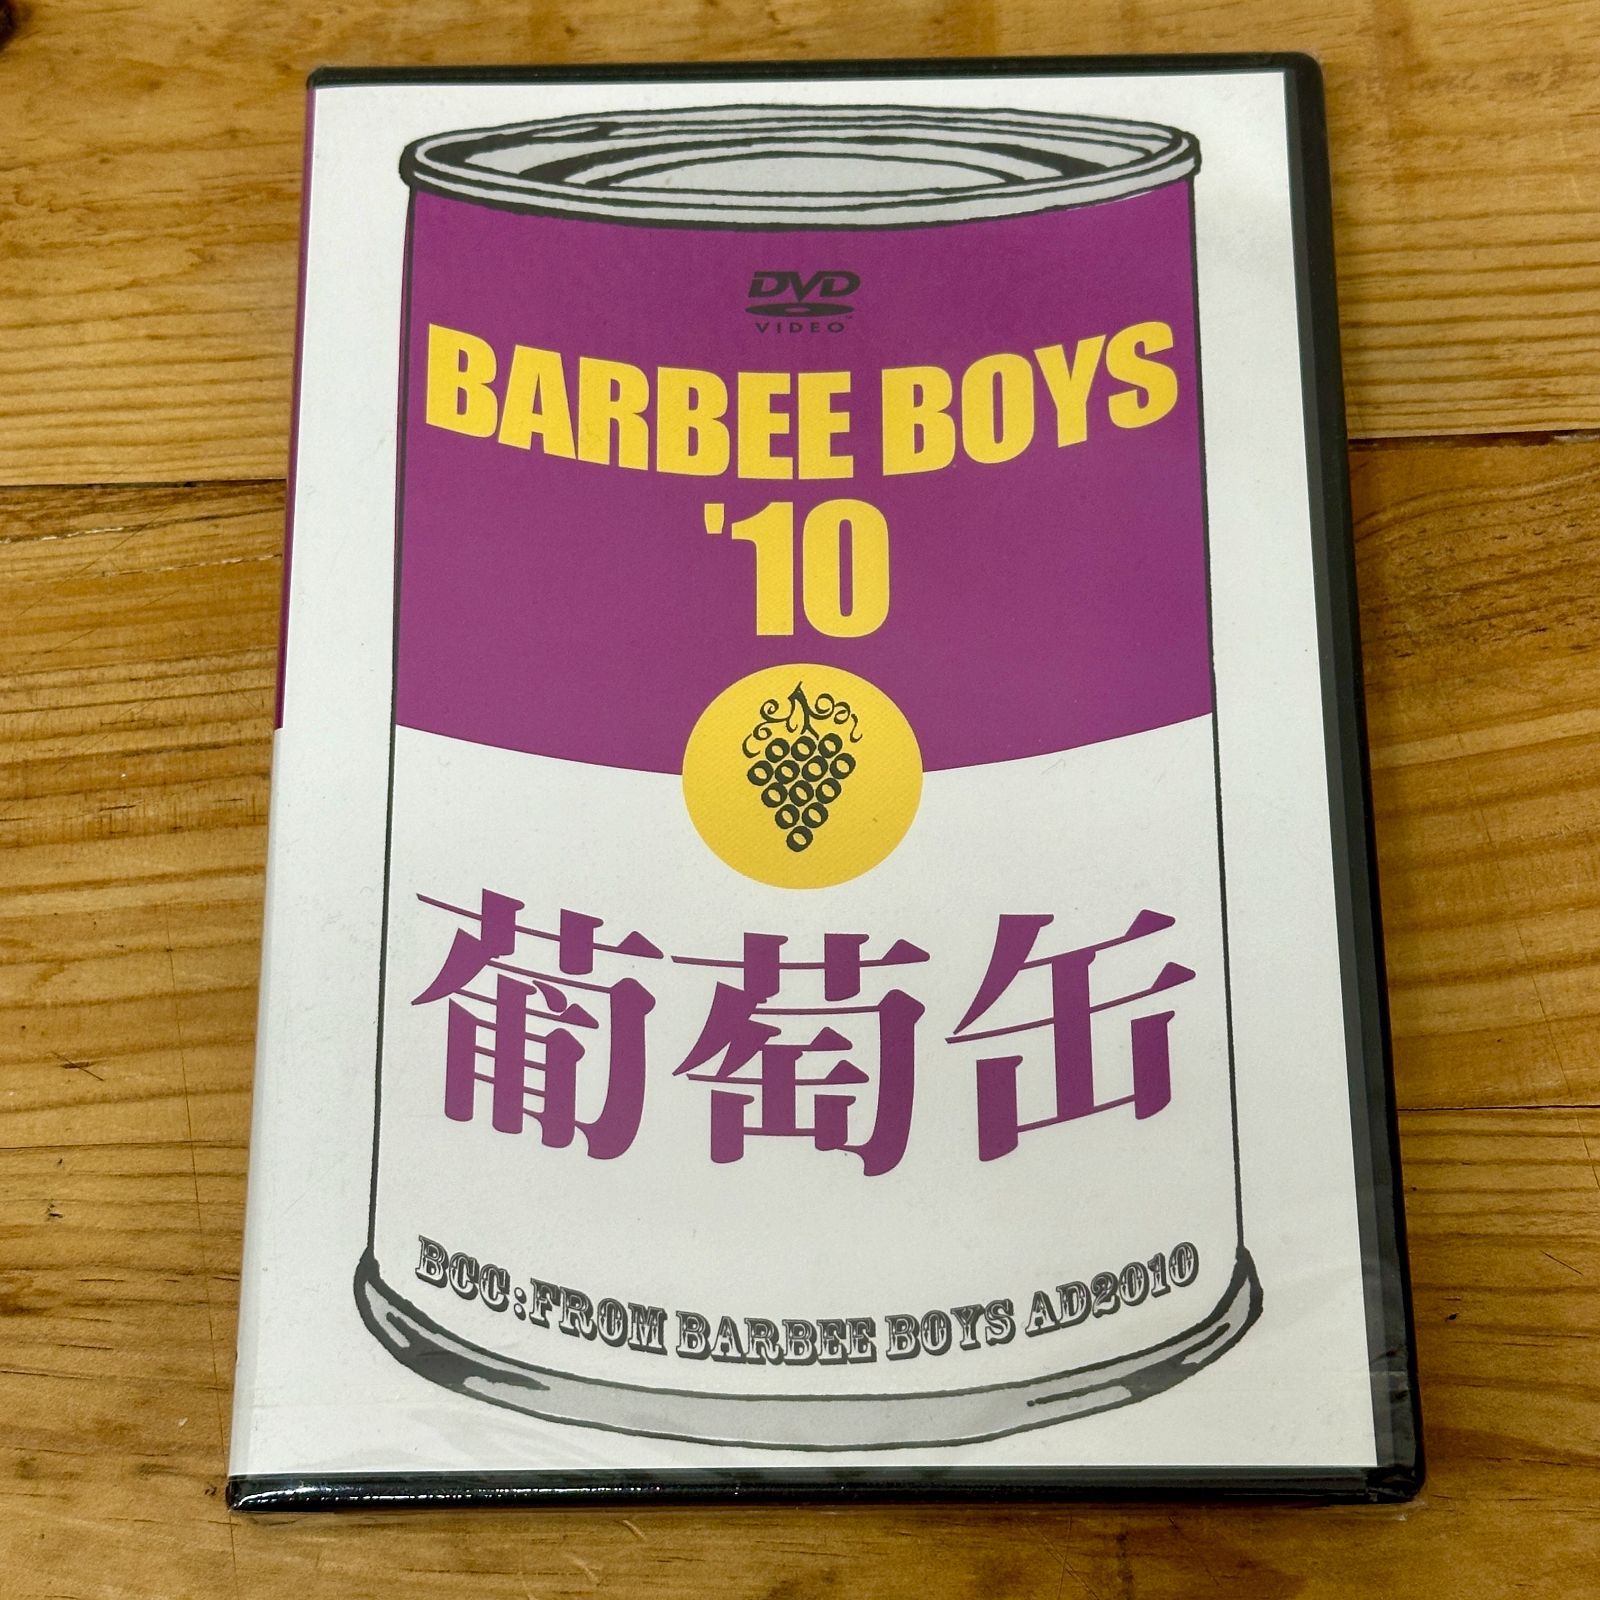 DVD
VIDEO
BARBEE BOYS
'10
葡萄缶
BCC:FROM BARBEE BOYS AD2010